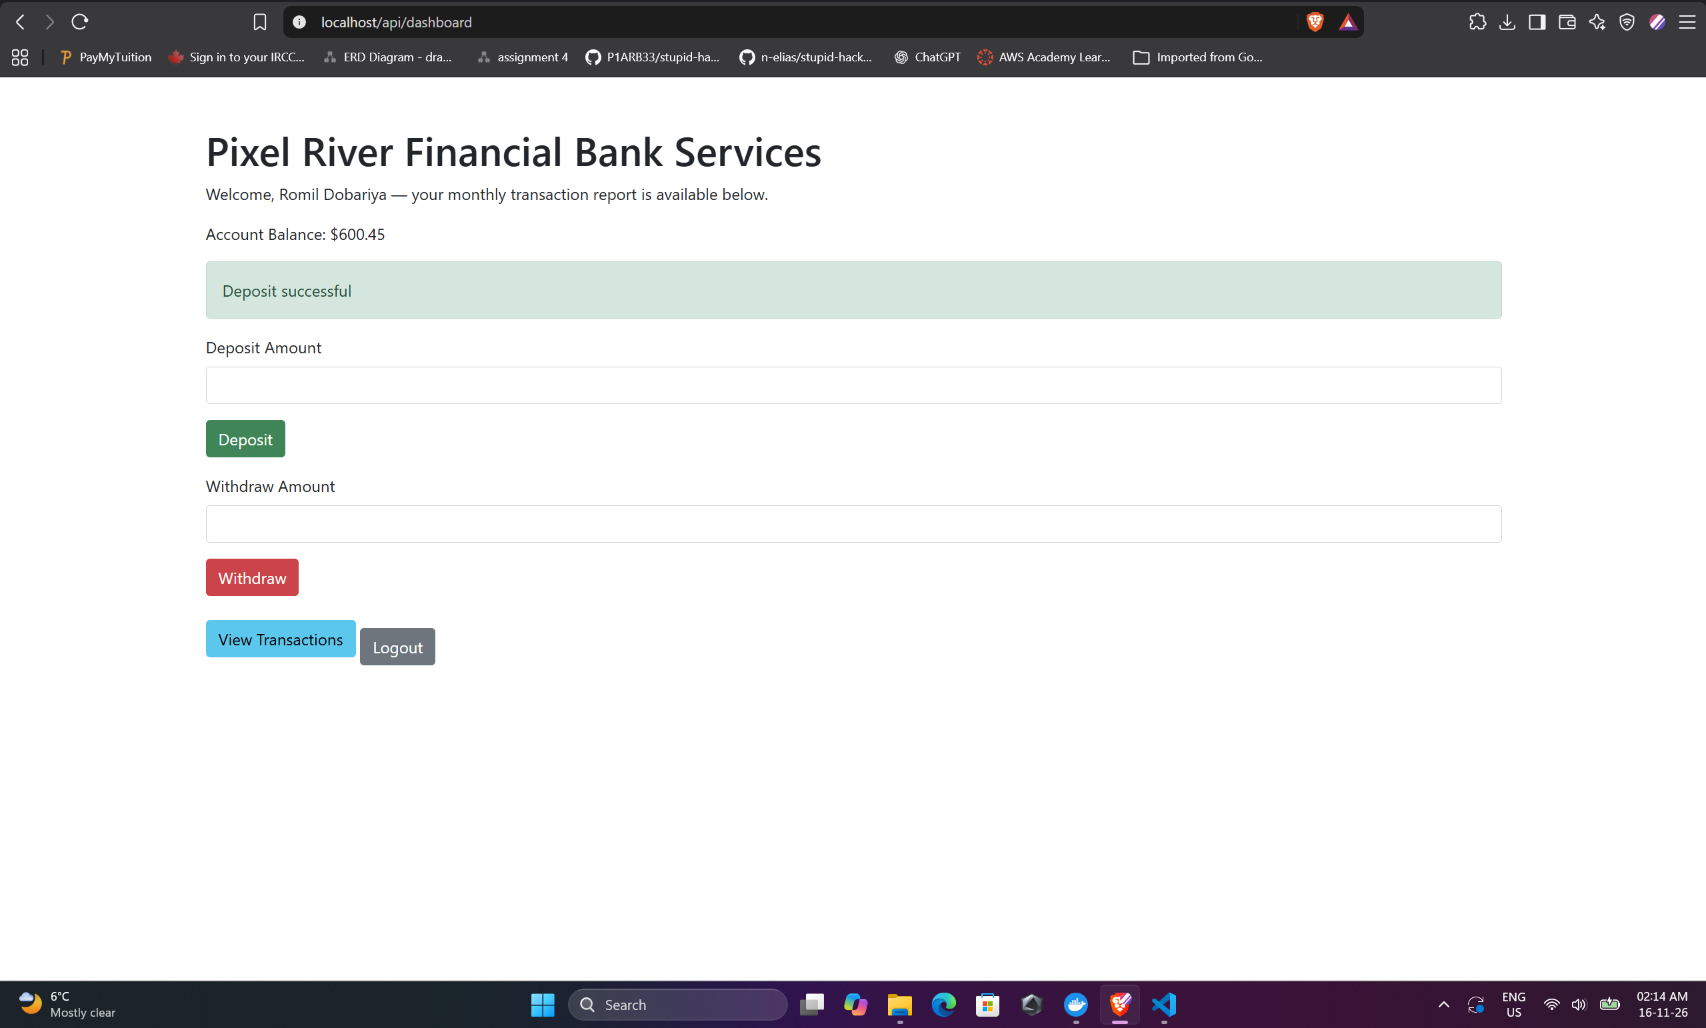 localhost/api/dashboard
PayMyTuition
Sign in to your IRCC...
ERD Diagram - dra...
assignment 4
P1ARB33/stupid-ha...
n-elias/stupid-hack...
ChatGPT
AWS Academy Lear...
Imported from Go...
Pixel River Financial Bank Services
Welcome, Romil Dobariya — your monthly transaction report is available below.
Account Balance: $600.45
Deposit successful
Deposit Amount
Deposit
Withdraw Amount
Withdraw
View Transactions
Logout
6°C
Mostly clear
Search
ENG
US
02:14 AM
16-11-26